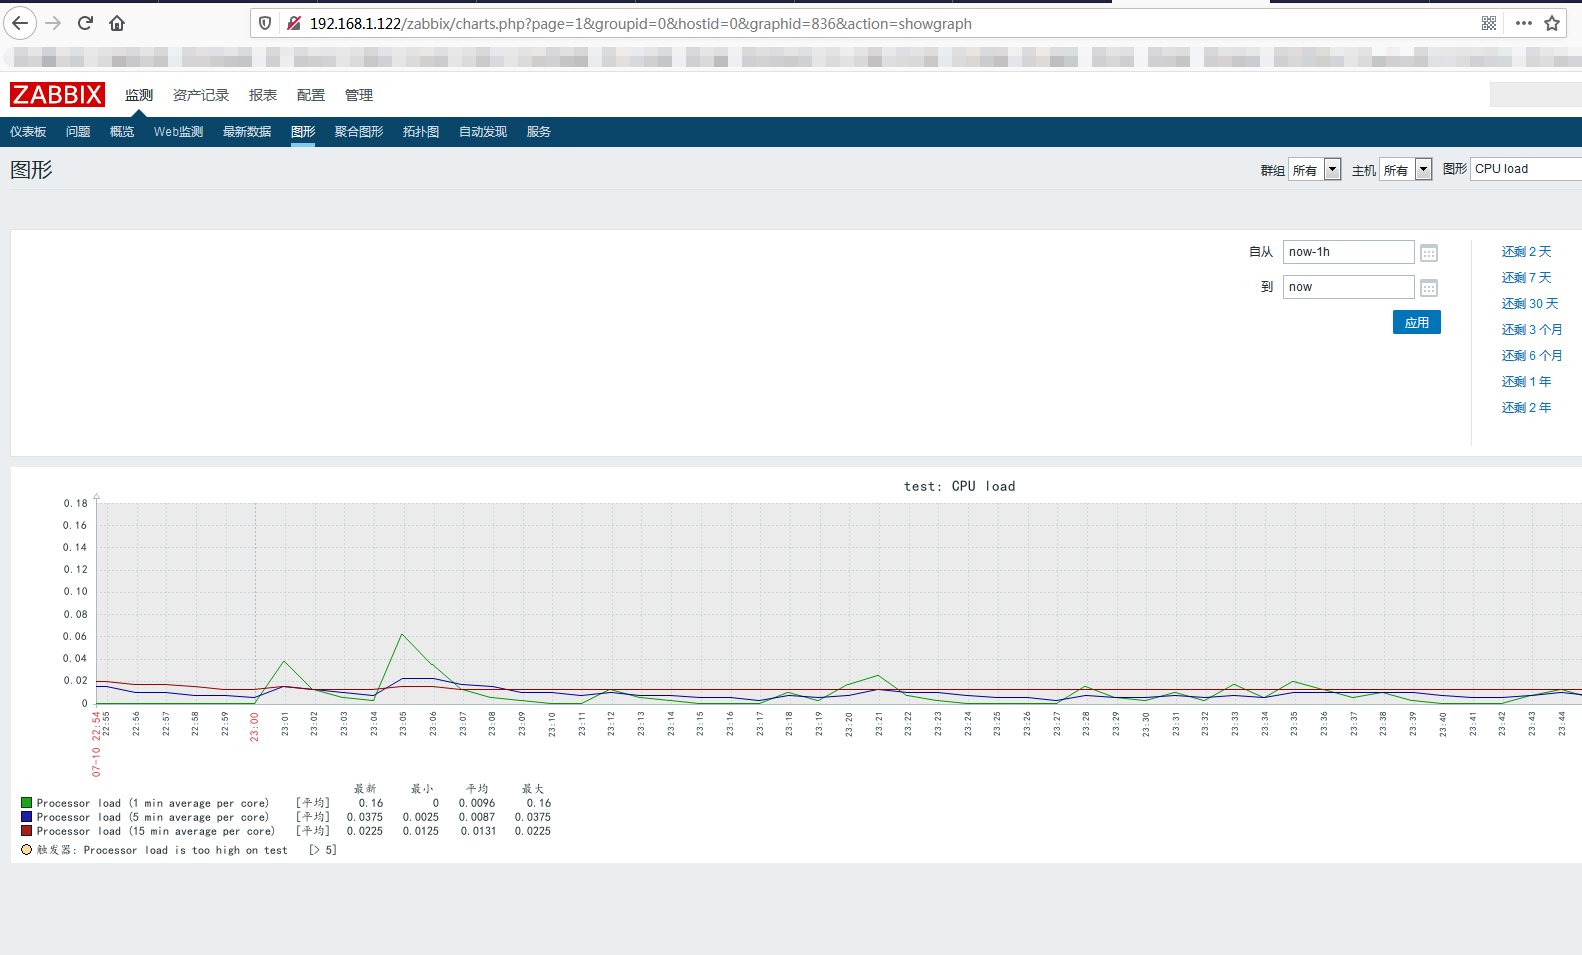 192.168.1.122/zabbix/charts.php?page=1&groupid=0&hostid=0&graphid=836&action=showgraph
ZABBIX 监测 资产记录 报表 配置 管理
仪表板 问题 概览 Web监测 最新数据 图形 聚合图形 拓扑图 自动发现 服务
图形 群组 所有 主机 所有 图形 CPU load
自从 now-1h 还剩 2 天
还剩 7 天
到 now
还剩 30 天
应用 还剩 3 个月
还剩 6 个月
还剩 1 年
还剩 2 年
test: CPU load
0.18
0.16
0.14
0.12
0.10
0.08
0.06
0.04
0.02
0
07-10 22:54 22:55 22:56 22:57 22:58 22:59 23:00 23:01 23:02 23:03 23:04 23:05 23:06 23:07 23:08 23:09 23:10 23:11 23:12 23:13 23:14 23:15 23:16 23:17 23:18 23:19 23:20 23:21 23:22 23:23 23:24 23:25 23:26 23:27 23:28 23:29 23:30 23:31 23:32 23:33 23:34 23:35 23:36 23:37 23:38 23:39 23:40 23:41 23:42 23:43 23:44
最新 最小 平均 最大
Processor load (1 min average per core) [平均] 0.16 0 0.0096 0.16
Processor load (5 min average per core) [平均] 0.0375 0.0025 0.0087 0.0375
Processor load (15 min average per core) [平均] 0.0225 0.0125 0.0131 0.0225
触发器: Processor load is too high on test [> 5]